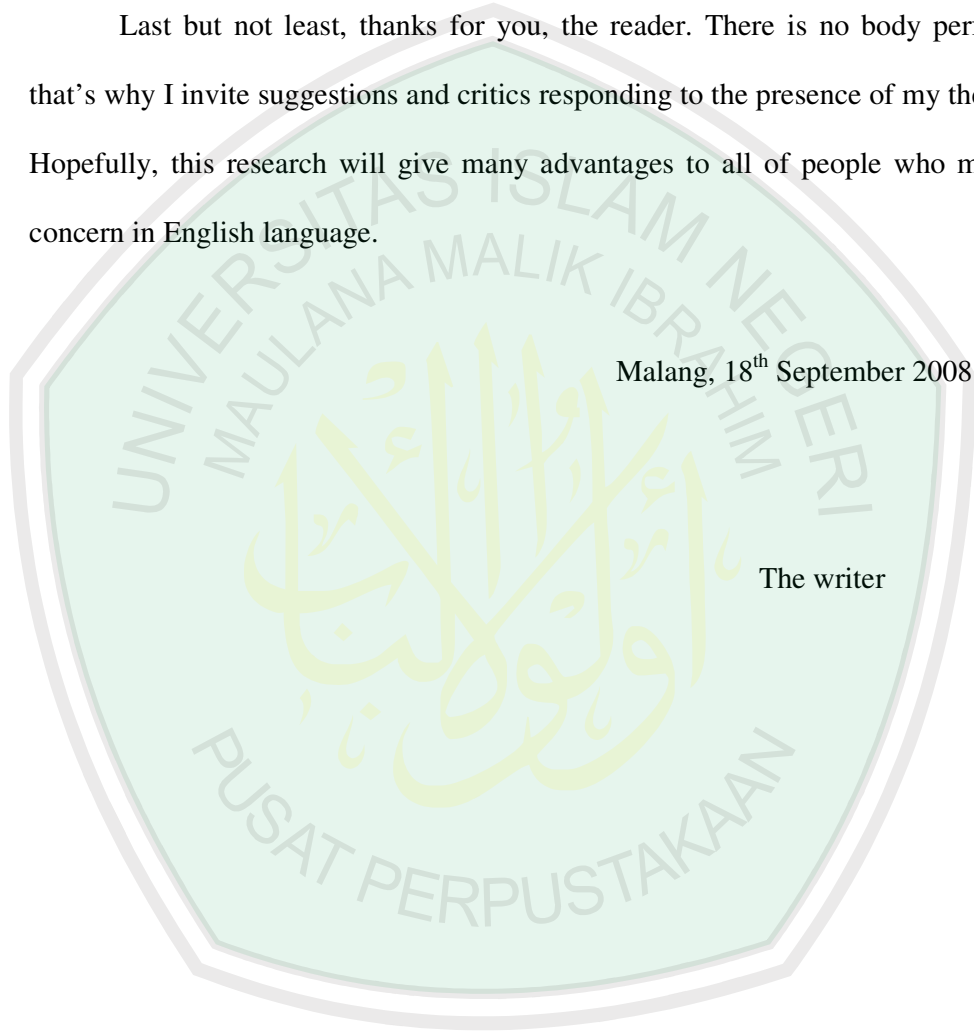 Last but not least, thanks for you, the reader. There is no body
that's why I invite suggestions and critics responding to the presence of my
Hopefully, this research will give many advantages to all of people who
concern in English language.
UNIVERSITAS ISLAM NEGERI
MAULANA MALIK IBRAHIM
Malang, 18th September 2008
أولوا الألباب
The writer
PUSAT PERPUSTAKAAN